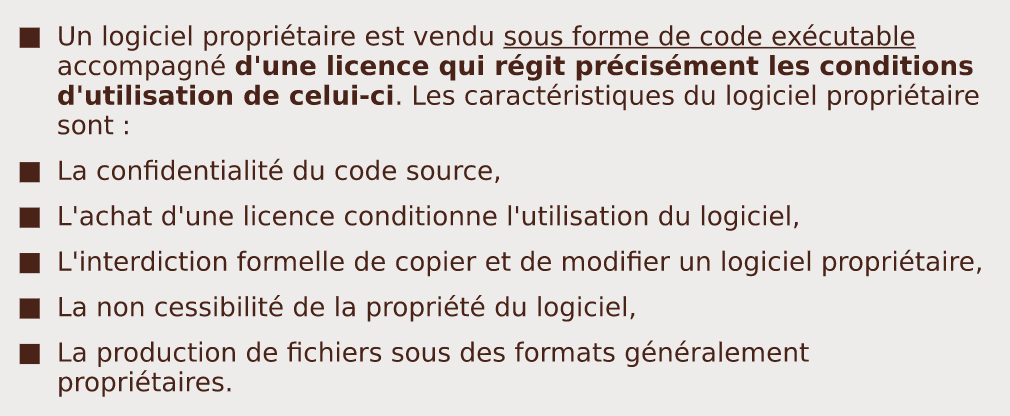 ■ Un logiciel propriétaire est vendu sous forme de code exécutable
accompagné d'une licence qui régit précisément les conditions
d'utilisation de celui-ci. Les caractéristiques du logiciel propriétaire
sont :
■ La confidentialité du code source,
■ L'achat d'une licence conditionne l'utilisation du logiciel,
■ L'interdiction formelle de copier et de modifier un logiciel propriétaire,
■ La non cessibilité de la propriété du logiciel,
■ La production de fichiers sous des formats généralement
propriétaires.